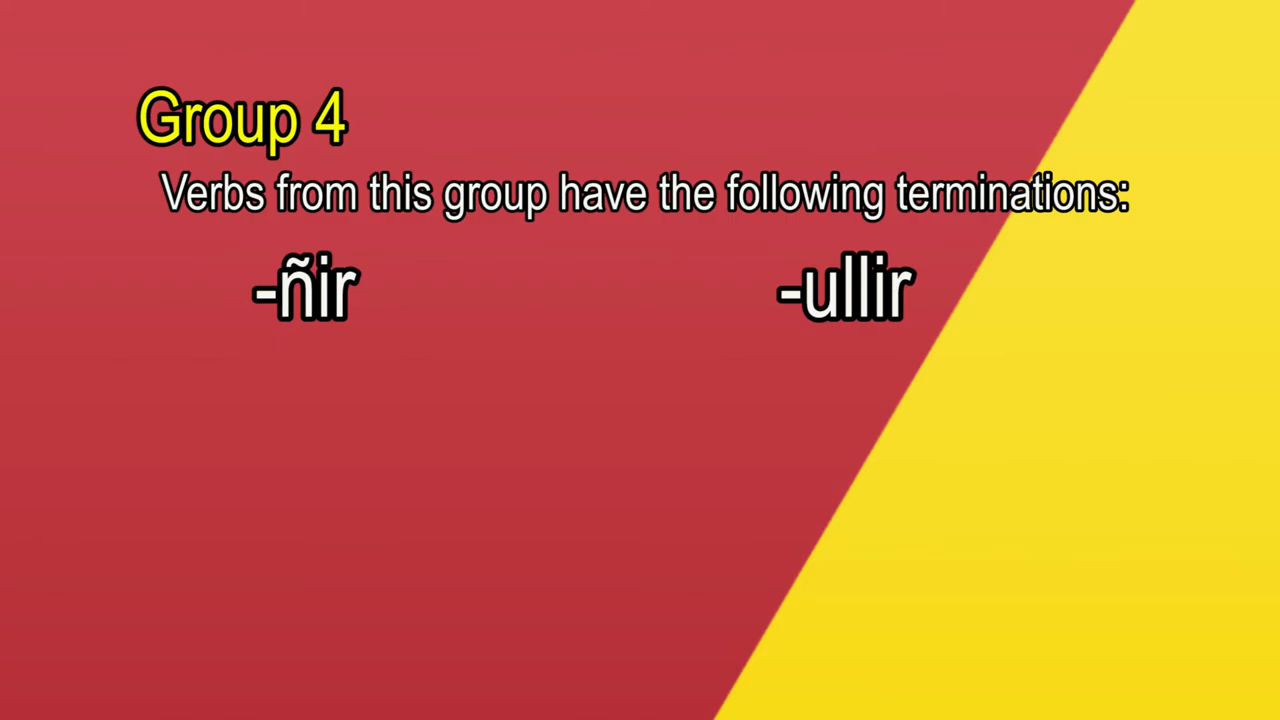 Group 4
Verbs from this group have the following terminations:
-ñir -ullir